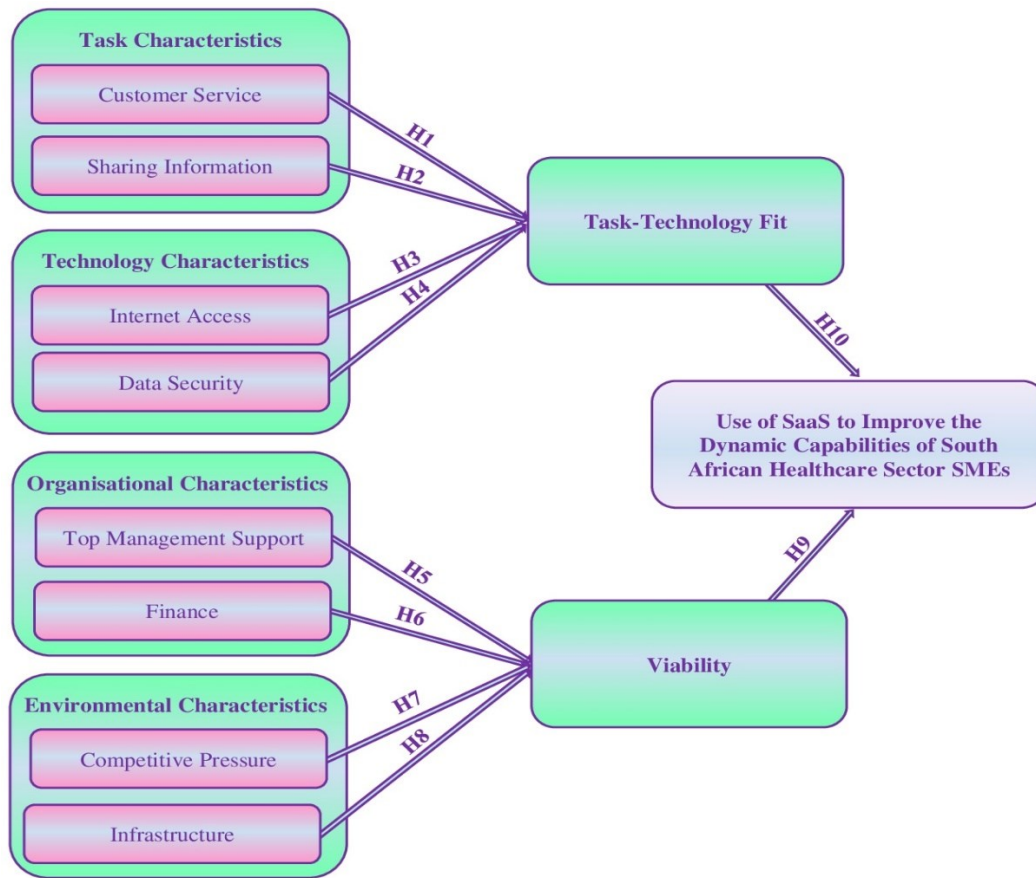 Task Characteristics
Customer Service
Sharing Information
H1
H2
Technology Characteristics
Internet Access
Data Security
H3
H4
Task-Technology Fit
H10
Use of SaaS to Improve the
Dynamic Capabilities of South
African Healthcare Sector SMEs
Organisational Characteristics
Top Management Support
Finance
H5
H6
Environmental Characteristics
Competitive Pressure
Infrastructure
H7
H8
Viability
H9